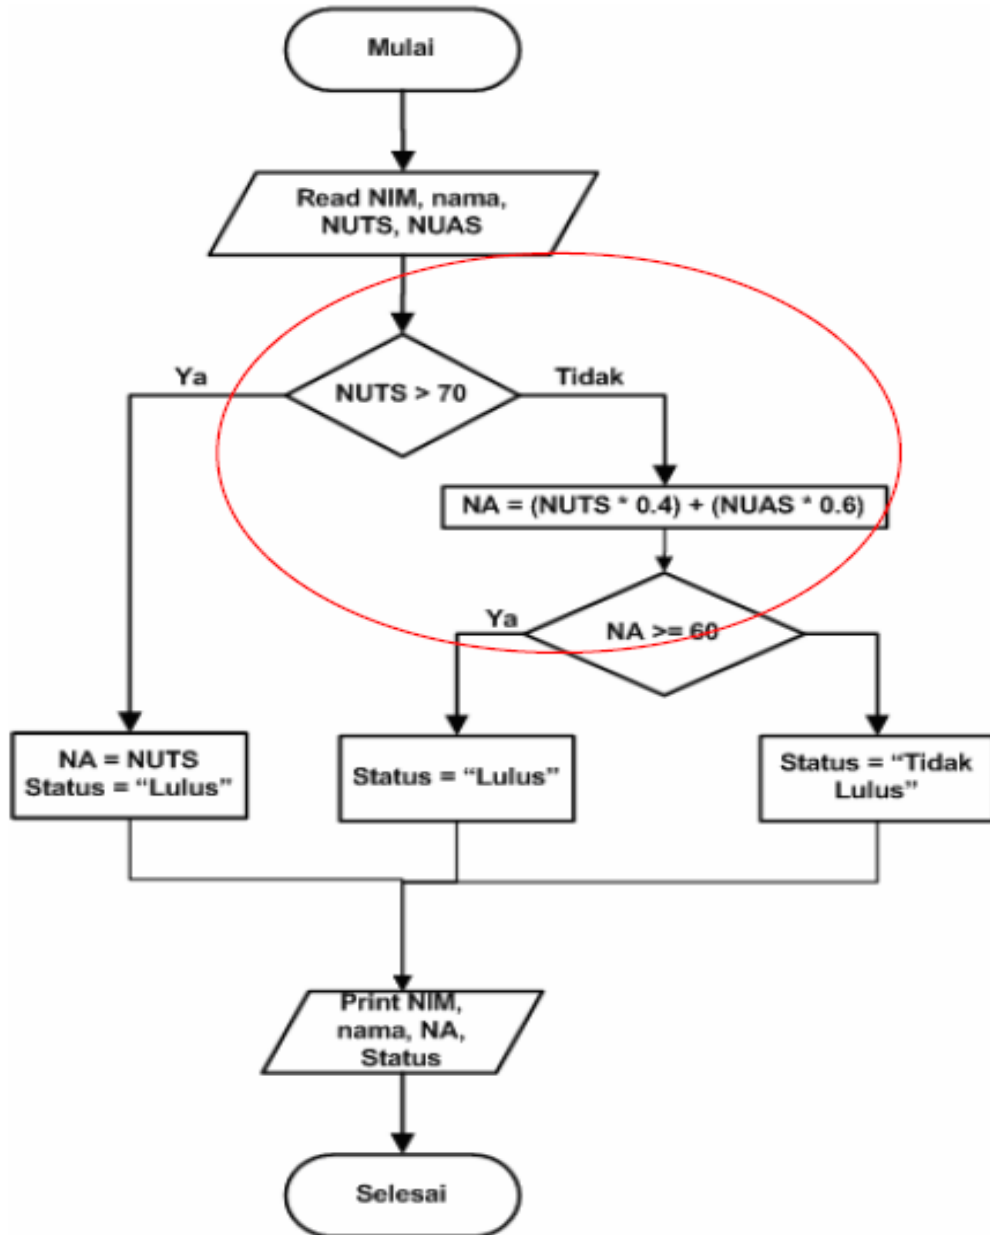 Mulai
Read NIM, nama,
NUTS, NUAS
Ya
Tidak
NUTS > 70
NA = (NUTS * 0.4) + (NUAS * 0.6)
Ya
NA >= 60
NA = NUTS
Status = “Lulus”
Status = “Lulus”
Status = “Tidak
Lulus”
Print NIM,
nama, NA,
Status
Selesai